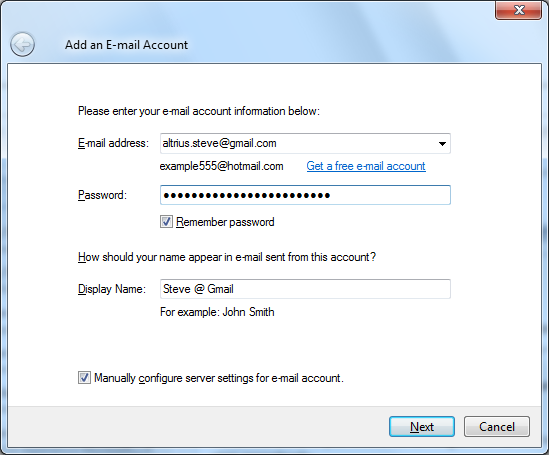 Add an E-mail Account
Please enter your e-mail account information below:
E-mail address: altrius.steve@gmail.com
example555@hotmail.com Get a free e-mail account
Password: ●●●●●●●●●●●●●●●●●●●●●●●●
Remember password
How should your name appear in e-mail sent from this account?
Display Name: Steve @ Gmail
For example: John Smith
Manually configure server settings for e-mail account.
Next Cancel